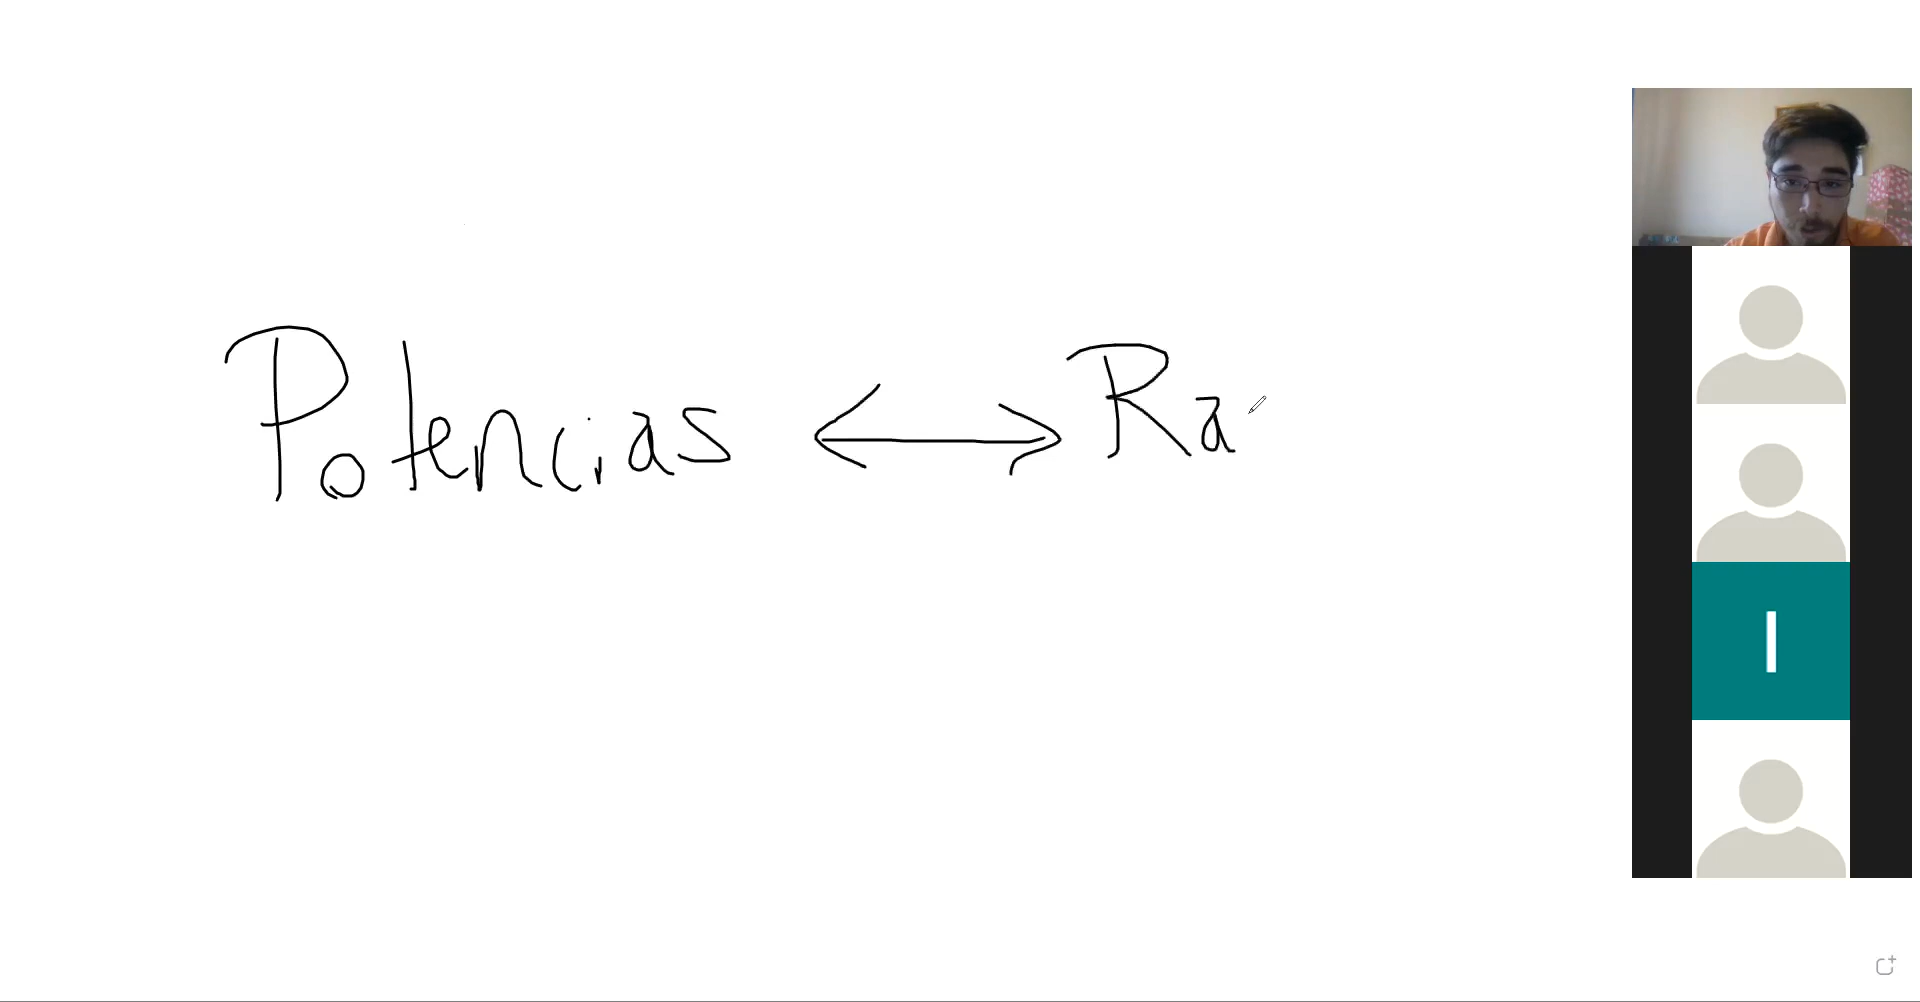 Potencias ⟷ Ra
I